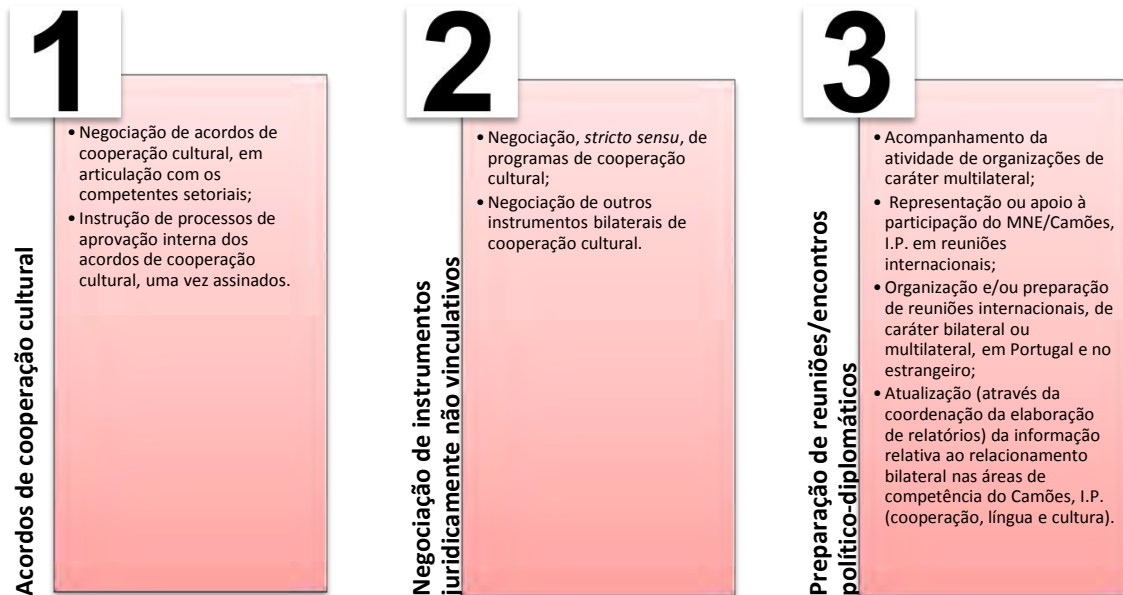 1
Acordos de cooperação cultural
• Negociação de acordos de
cooperação cultural, em
articulação com os
competentes setoriais;
• Instrução de processos de
aprovação interna dos
acordos de cooperação
cultural, uma vez assinados.
2
Negociação de instrumentos
juridicamente não vinculativos
• Negociação, stricto sensu, de
programas de cooperação
cultural;
• Negociação de outros
instrumentos bilaterais de
cooperação cultural.
3
Preparação de reuniões/encontros
político-diplomáticos
• Acompanhamento da
atividade de organizações de
caráter multilateral;
• Representação ou apoio à
participação do MNE/Camões,
I.P. em reuniões
internacionais;
• Organização e/ou preparação
de reuniões internacionais, de
caráter bilateral ou
multilateral, em Portugal e no
estrangeiro;
• Atualização (através da
coordenação da elaboração
de relatórios) da informação
relativa ao relacionamento
bilateral nas áreas de
competência do Camões, I.P.
(cooperação, língua e cultura).